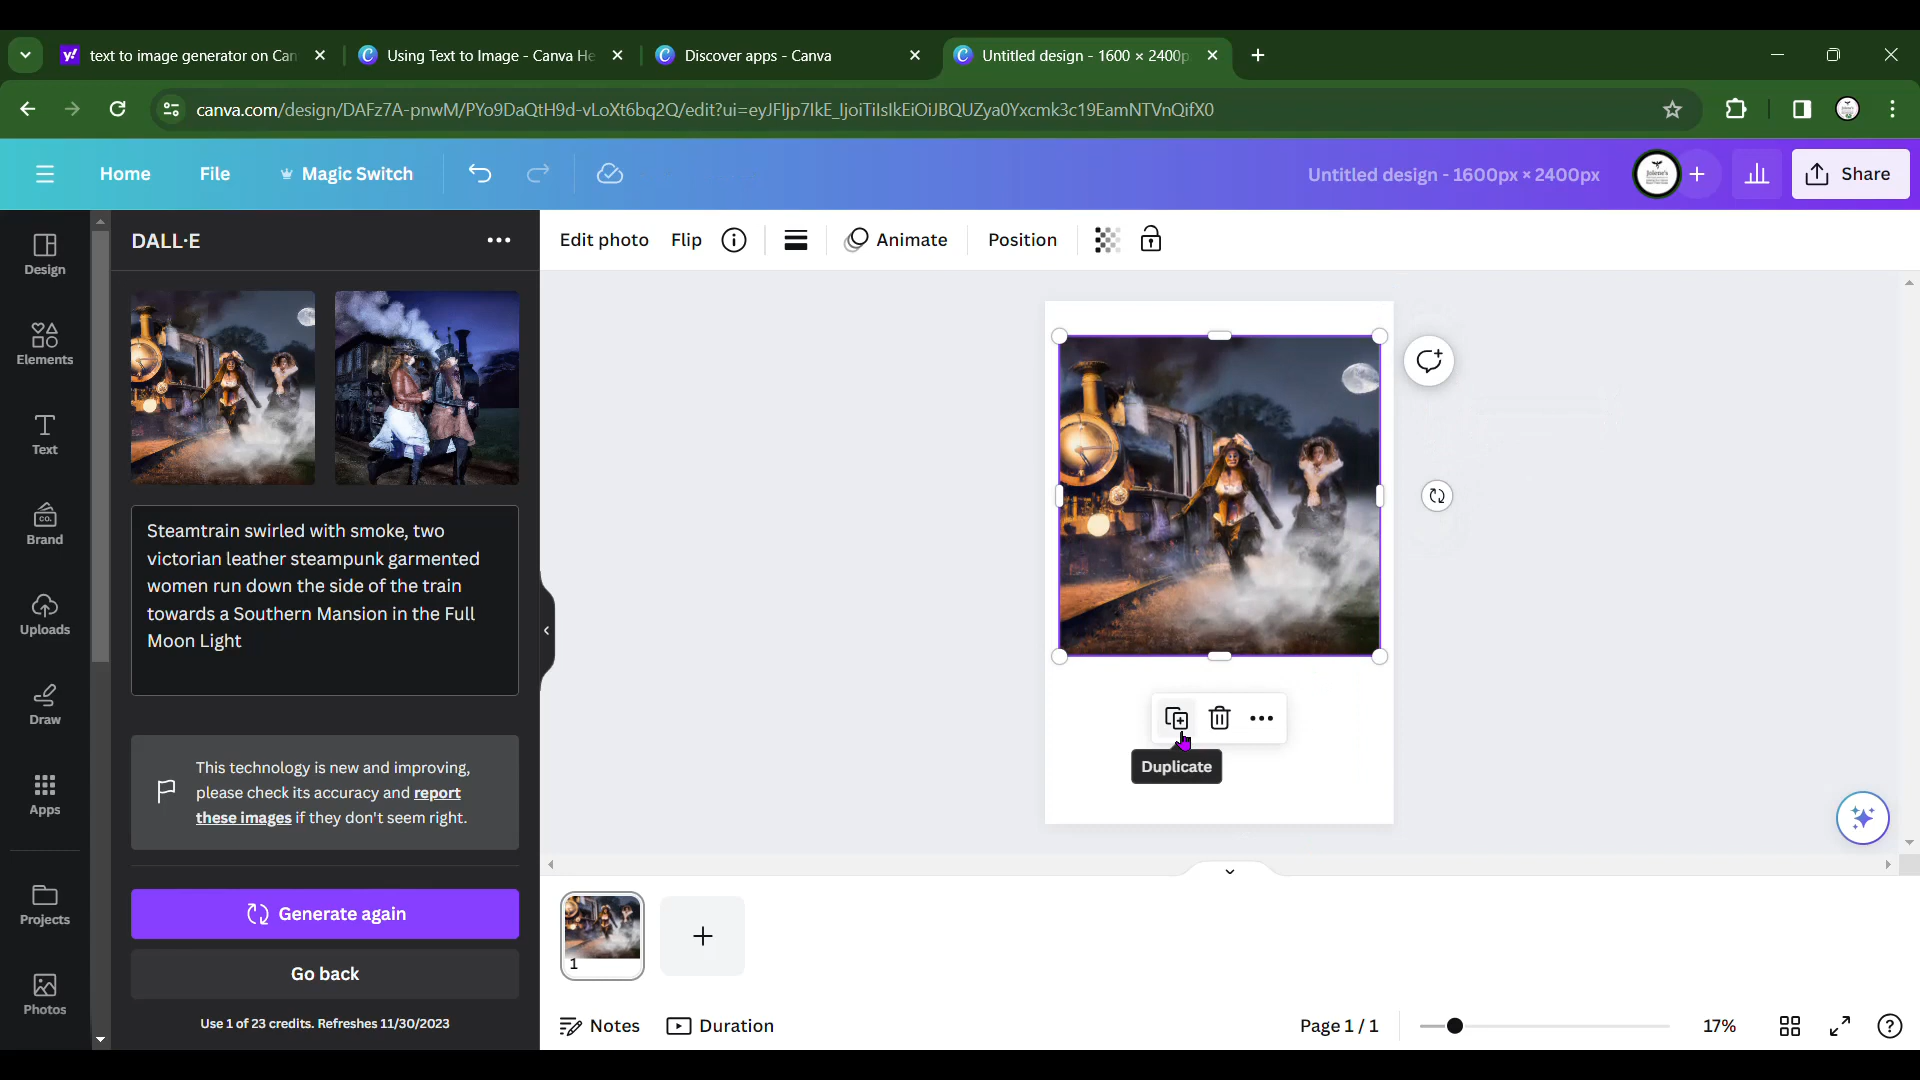 text to image generator on Can
Using Text to Image - Canva He
Discover apps - Canva
Untitled design - 1600 × 2400p
canva.com/design/DAFz7A-pnwM/PYo9DaQtH9d-vLoXt6bq2Q/edit?ui=eyJFIjp7IkE_IjoiTiIsIkEiOiJBQUZya0Yxcmk3c19EamNTVnQifX0
Home
File
Magic Switch
Untitled design - 1600px × 2400px
Share
Design
Elements
Text
Brand
Uploads
Draw
Apps
Projects
Photos
DALL·E
Steamtrain swirled with smoke, two
victorian leather steampunk garmented
women run down the side of the train
towards a Southern Mansion in the Full
Moon Light
This technology is new and improving,
please check its accuracy and report
these images if they don't seem right.
Generate again
Go back
Use 1 of 23 credits. Refreshes 11/30/2023
Edit photo
Flip
Animate
Position
Duplicate
1
Notes
Duration
Page 1 / 1
17%